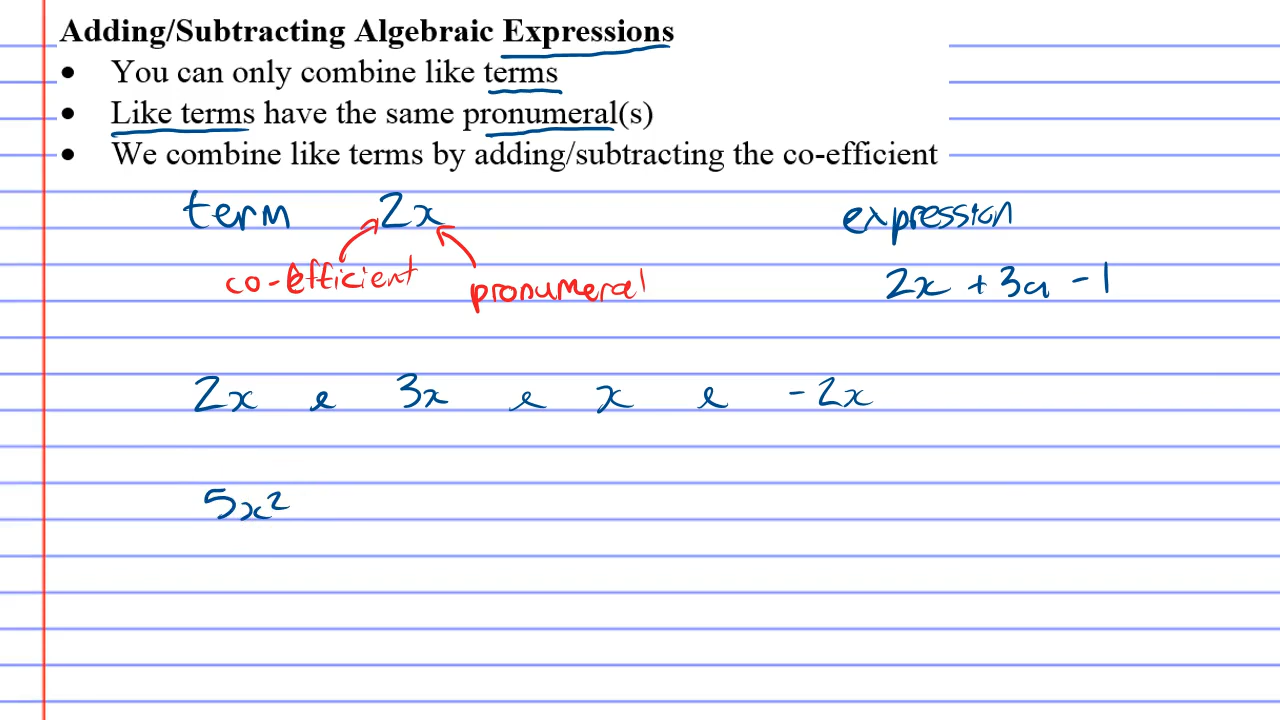 Adding/Subtracting Algebraic Expressions
• You can only combine like terms
• Like terms have the same pronumeral(s)
• We combine like terms by adding/subtracting the co-efficient
term 2x expression
co-efficient pronumeral 2x + 3a - 1
2x & 3x & x & -2x
5x²